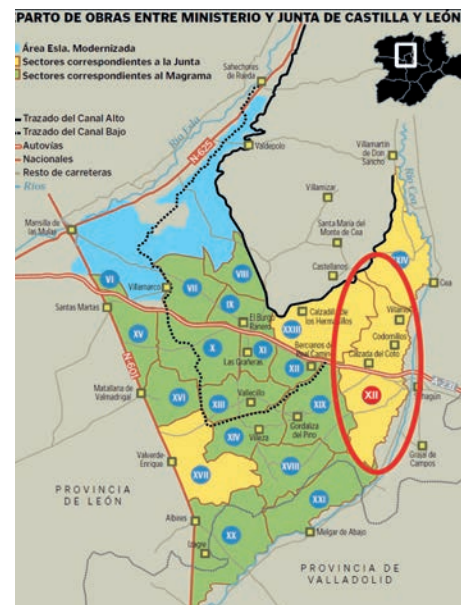 EPARTO DE OBRAS ENTRE MINISTERIO Y JUNTA DE CASTILLA Y LEÓN
Área Esla. Modernizada
Sectores correspondientes a la Junta
Sectores correspondientes al Magrama
Trazado del Canal Alto
Trazado del Canal Bajo
Autovías
Nacionales
Resto de carreteras
Ríos
Sahechores
de Rueda
Río Esla
N-625
Valdepolo
Villamartín
de Don
Sancho
Río Cea
Villamizar
Santa María del
Monte de Cea
Castellanos
Mansilla de
las Mulas
Cea
VI
VII
VIII
Villamarco
Santas Martas
IX
El Burgo
Ranero
Calzadilla de
los Hermanillos
XXIII
XXIV
Codornillos
XV
X
XI
Las Grañeras
XII
Bercianos del
Real Camino
Calzada del Coto
N-601
Matallana de
Valmadrigal
XVI
XIII
Vallecillo
XIX
XII
Sahagún
XIV
Gordaliza
del Pino
Valverde-
Enrique
XVII
XVIII
Grajal de
Campos
PROVINCIA
DE LEÓN
Albires
XXI
XX
Izagre
Melgar de Abajo
PROVINCIA DE
VALLADOLID